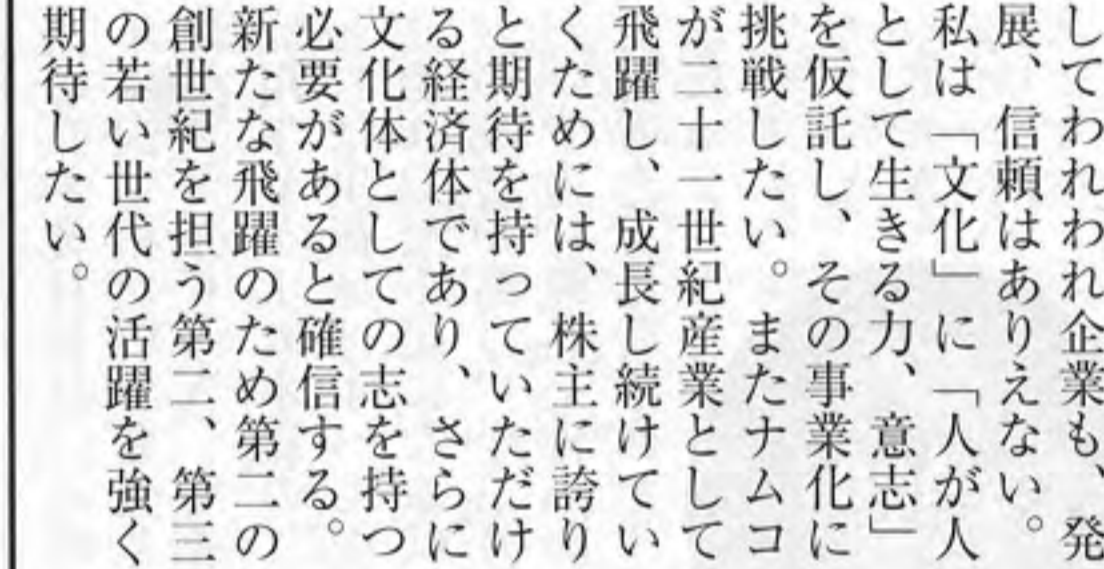 してわれわれ企業も、発
展、信頼はありえない。
私は「文化」に「人が人
として生きる力、意志」
を仮託し、その事業化に
挑戦したい。またナムコ
が二十一世紀産業として
飛躍し、成長し続けてい
くためには、株主に誇り
と期待を持っていただけ
る経済体であり、さらに
文化体としての志を持つ
必要があると確信する。
新たな飛躍のため第二の
創世紀を担う第二、第三
の若い世代の活躍を強く
期待したい。